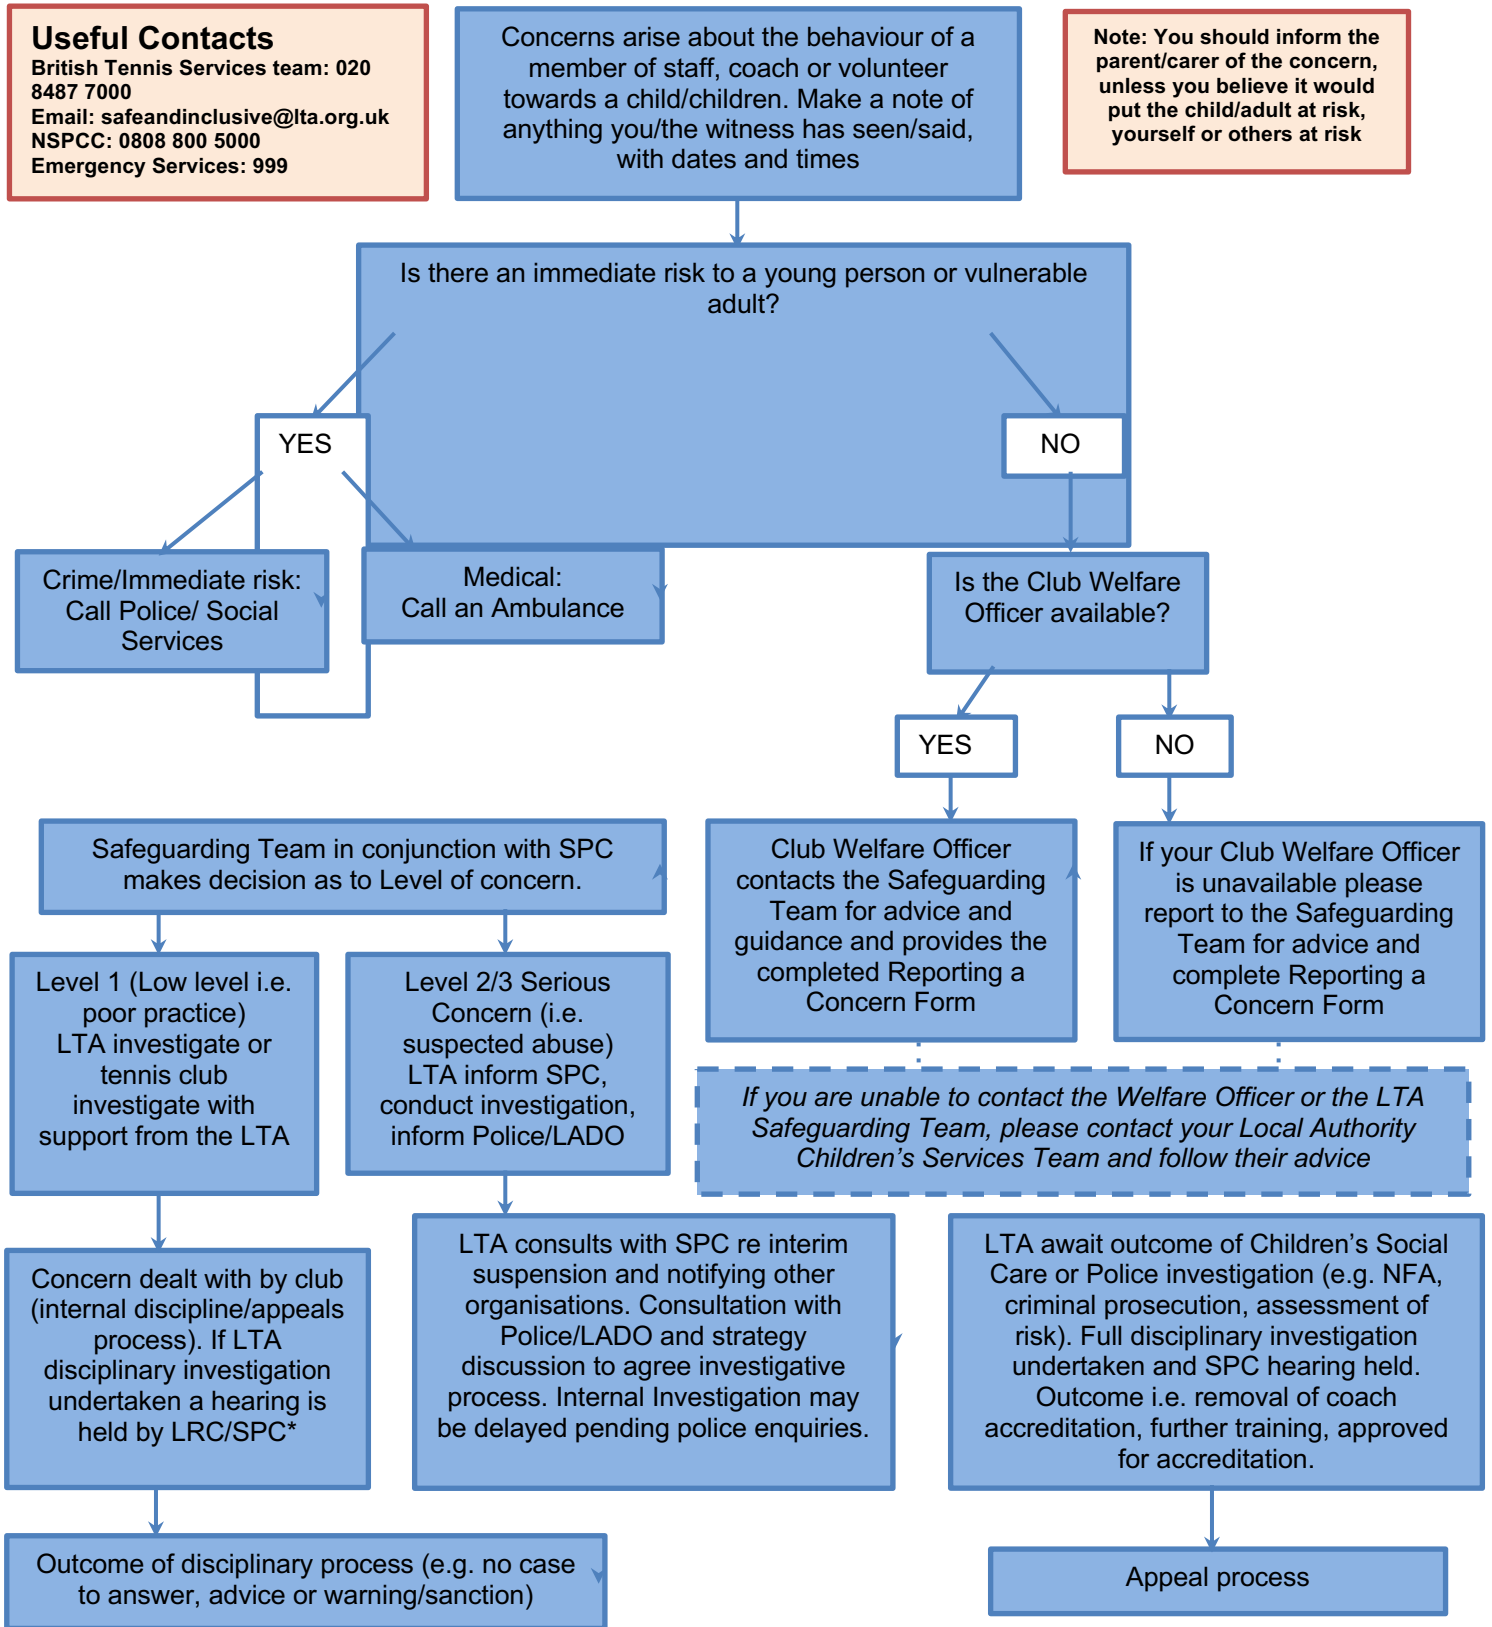 Useful Contacts
British Tennis Services team: 020
8487 7000
Email: safeandinclusive@lta.org.uk
NSPCC: 0808 800 5000
Emergency Services: 999
Concerns arise about the behaviour of a
member of staff, coach or volunteer
towards a child/children. Make a note of
anything you/the witness has seen/said,
with dates and times
Note: You should inform the
parent/carer of the concern,
unless you believe it would
put the child/adult at risk,
yourself or others at risk
Is there an immediate risk to a young person or vulnerable
adult?
YES
NO
Crime/Immediate risk:
Call Police/ Social
Services
Medical:
Call an Ambulance
Is the Club Welfare
Officer available?
YES
NO
Safeguarding Team in conjunction with SPC
makes decision as to Level of concern.
Club Welfare Officer
contacts the Safeguarding
Team for advice and
guidance and provides the
completed Reporting a
Concern Form
If your Club Welfare Officer
is unavailable please
report to the Safeguarding
Team for advice and
complete Reporting a
Concern Form
Level 1 (Low level i.e.
poor practice)
LTA investigate or
tennis club
investigate with
support from the LTA
Level 2/3 Serious
Concern (i.e.
suspected abuse)
LTA inform SPC,
conduct investigation,
inform Police/LADO
If you are unable to contact the Welfare Officer or the LTA
Safeguarding Team, please contact your Local Authority
Children’s Services Team and follow their advice
Concern dealt with by club
(internal discipline/appeals
process). If LTA
disciplinary investigation
undertaken a hearing is
held by LRC/SPC*
LTA consults with SPC re interim
suspension and notifying other
organisations. Consultation with
Police/LADO and strategy
discussion to agree investigative
process. Internal Investigation may
be delayed pending police enquiries.
LTA await outcome of Children’s Social
Care or Police investigation (e.g. NFA,
criminal prosecution, assessment of
risk). Full disciplinary investigation
undertaken and SPC hearing held.
Outcome i.e. removal of coach
accreditation, further training, approved
for accreditation.
Outcome of disciplinary process (e.g. no case
to answer, advice or warning/sanction)
Appeal process